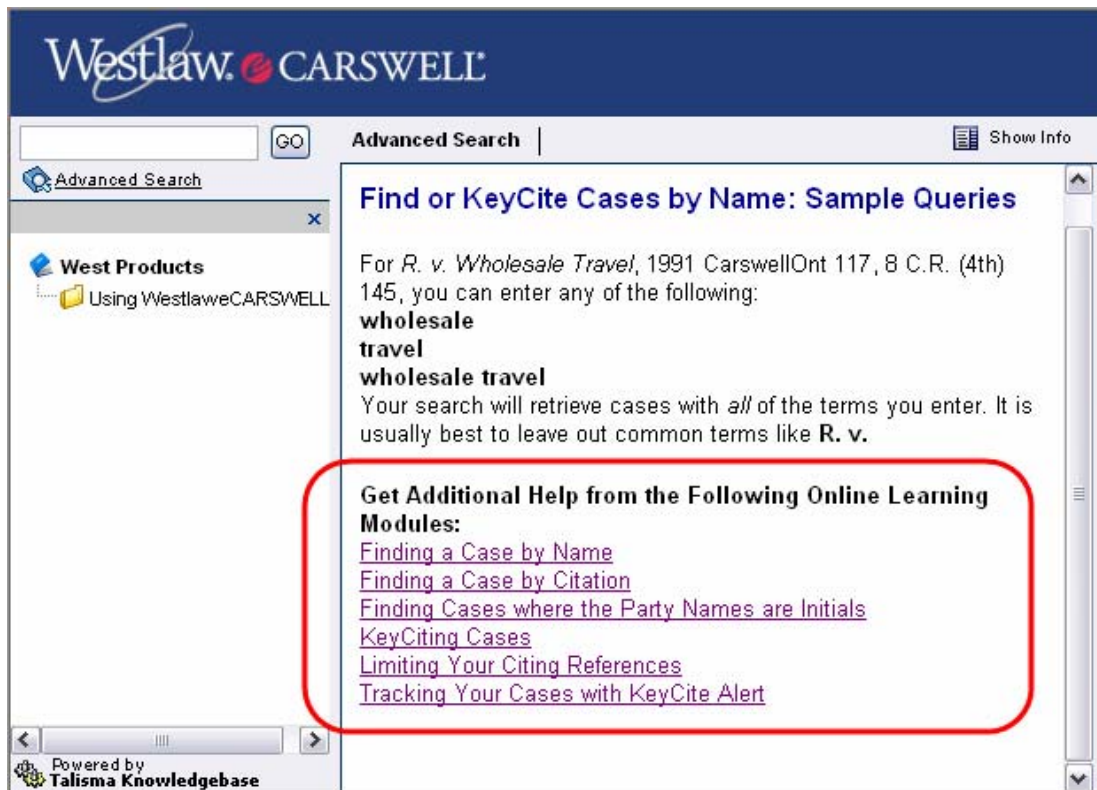 Westlaw. CARSWELL
GO
Advanced Search
Show Info
Advanced Search
×
West Products
Using WestlaweCARSWELL
Find or KeyCite Cases by Name: Sample Queries
For R. v. Wholesale Travel, 1991 CarswellOnt 117, 8 C.R. (4th)
145, you can enter any of the following:
wholesale
travel
wholesale travel
Your search will retrieve cases with all of the terms you enter. It is
usually best to leave out common terms like R. v.
Get Additional Help from the Following Online Learning
Modules:
Finding a Case by Name
Finding a Case by Citation
Finding Cases where the Party Names are Initials
KeyCiting Cases
Limiting Your Citing References
Tracking Your Cases with KeyCite Alert
Powered by
Talisma Knowledgebase